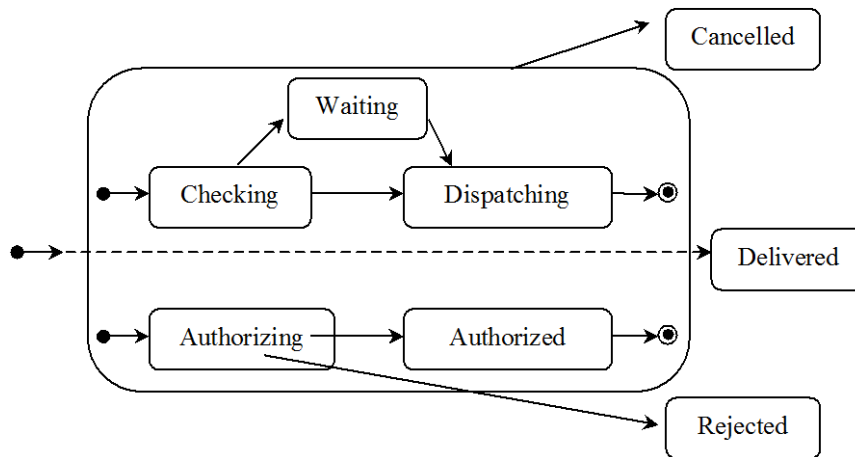 Cancelled
Waiting
Checking
Dispatching
Delivered
Authorizing
Authorized
Rejected